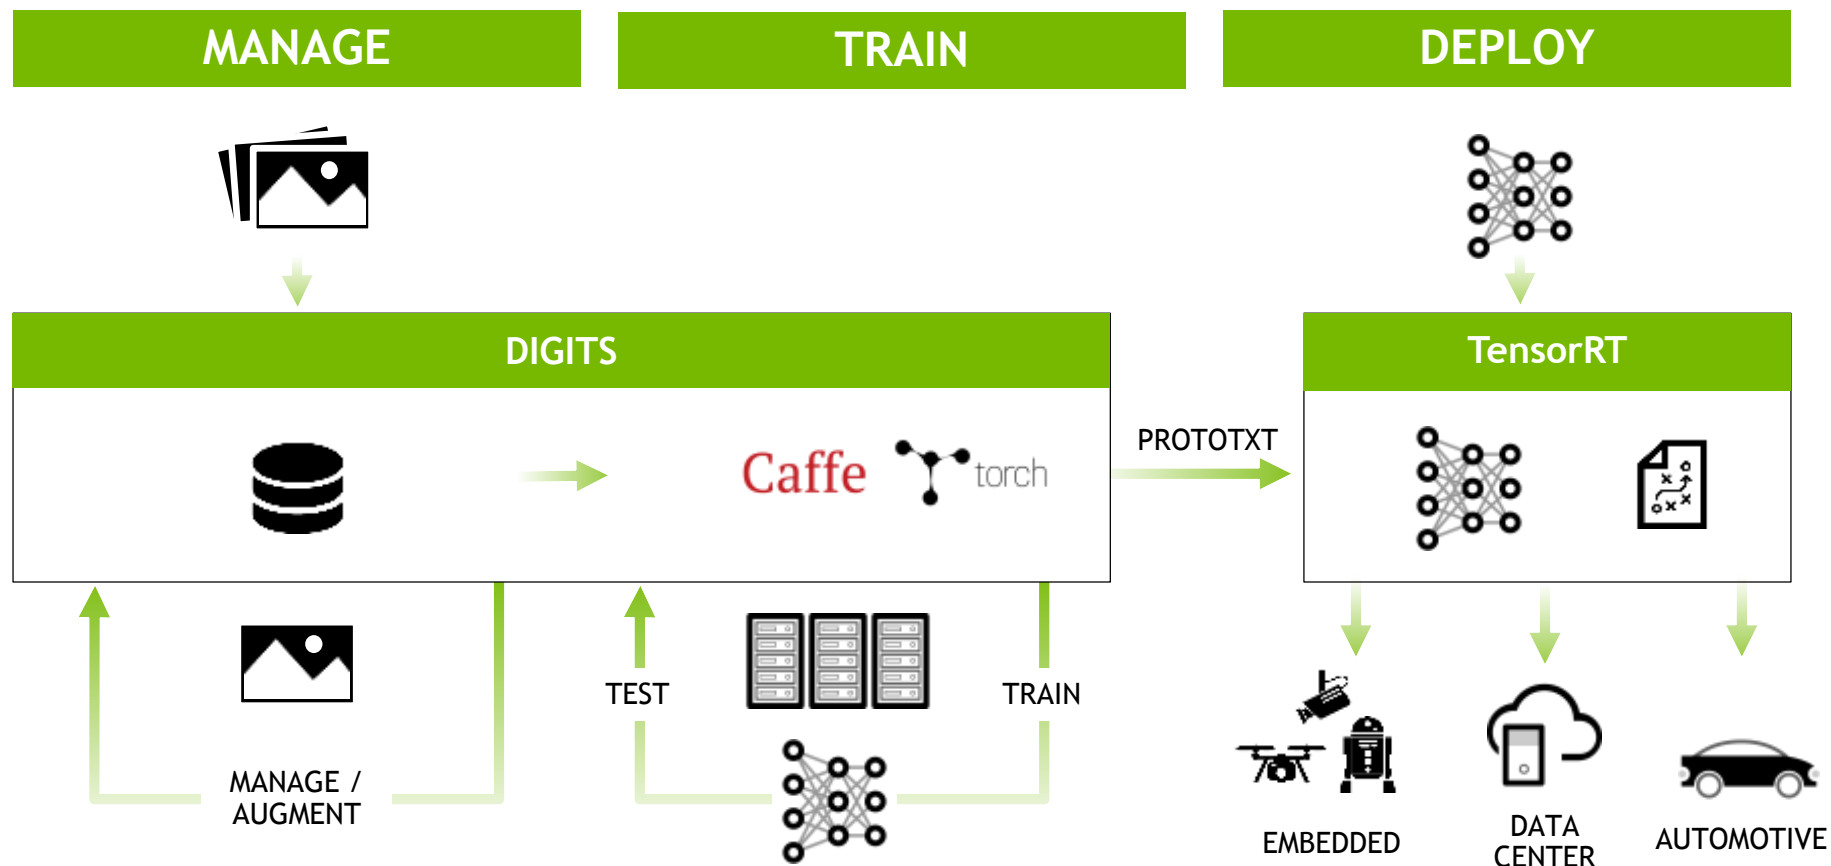 MANAGE
TRAIN
DEPLOY
DIGITS
TensorRT
Caffe
torch
PROTOTXT
TEST
TRAIN
MANAGE /
AUGMENT
EMBEDDED
DATA
CENTER
AUTOMOTIVE